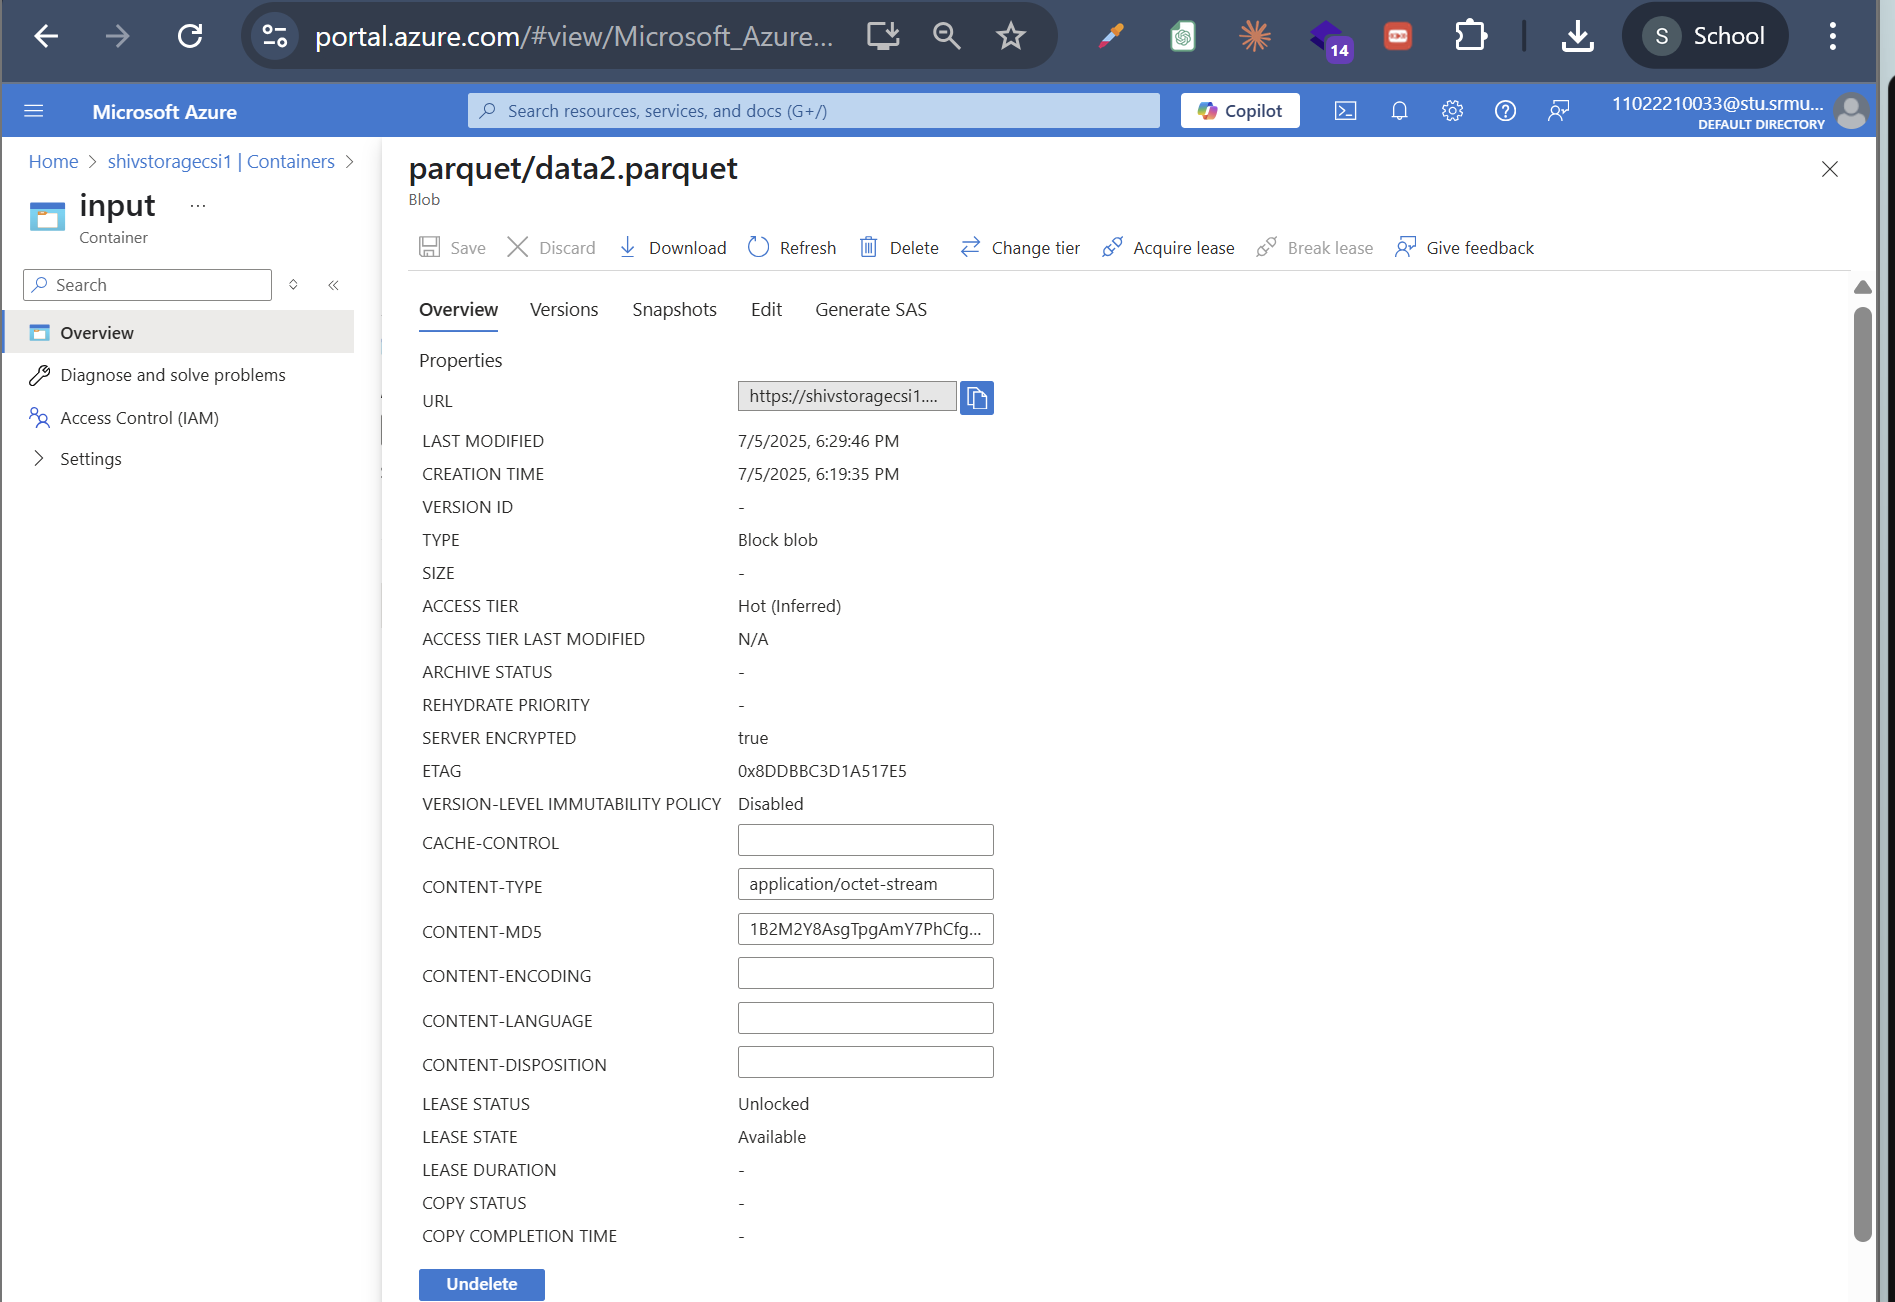 portal.azure.com/#view/Microsoft_Azure...
14
S School
Microsoft Azure
Search resources, services, and docs (G+/)
Copilot
11022210033@stu.srmu...
DEFAULT DIRECTORY
Home > shivstoragecsi1 | Containers >
input
...
Container
Search
Overview
Diagnose and solve problems
Access Control (IAM)
Settings
parquet/data2.parquet
Blob
Save Discard Download Refresh Delete Change tier Acquire lease Break lease Give feedback
Overview Versions Snapshots Edit Generate SAS
Properties
URL https://shivstoragecsi1....
LAST MODIFIED 7/5/2025, 6:29:46 PM
CREATION TIME 7/5/2025, 6:19:35 PM
VERSION ID -
TYPE Block blob
SIZE -
ACCESS TIER Hot (Inferred)
ACCESS TIER LAST MODIFIED N/A
ARCHIVE STATUS -
REHYDRATE PRIORITY -
SERVER ENCRYPTED true
ETAG 0x8DDBBC3D1A517E5
VERSION-LEVEL IMMUTABILITY POLICY Disabled
CACHE-CONTROL
CONTENT-TYPE application/octet-stream
CONTENT-MD5 1B2M2Y8AsgTpgAmY7PhCfg...
CONTENT-ENCODING
CONTENT-LANGUAGE
CONTENT-DISPOSITION
LEASE STATUS Unlocked
LEASE STATE Available
LEASE DURATION -
COPY STATUS -
COPY COMPLETION TIME -
Undelete